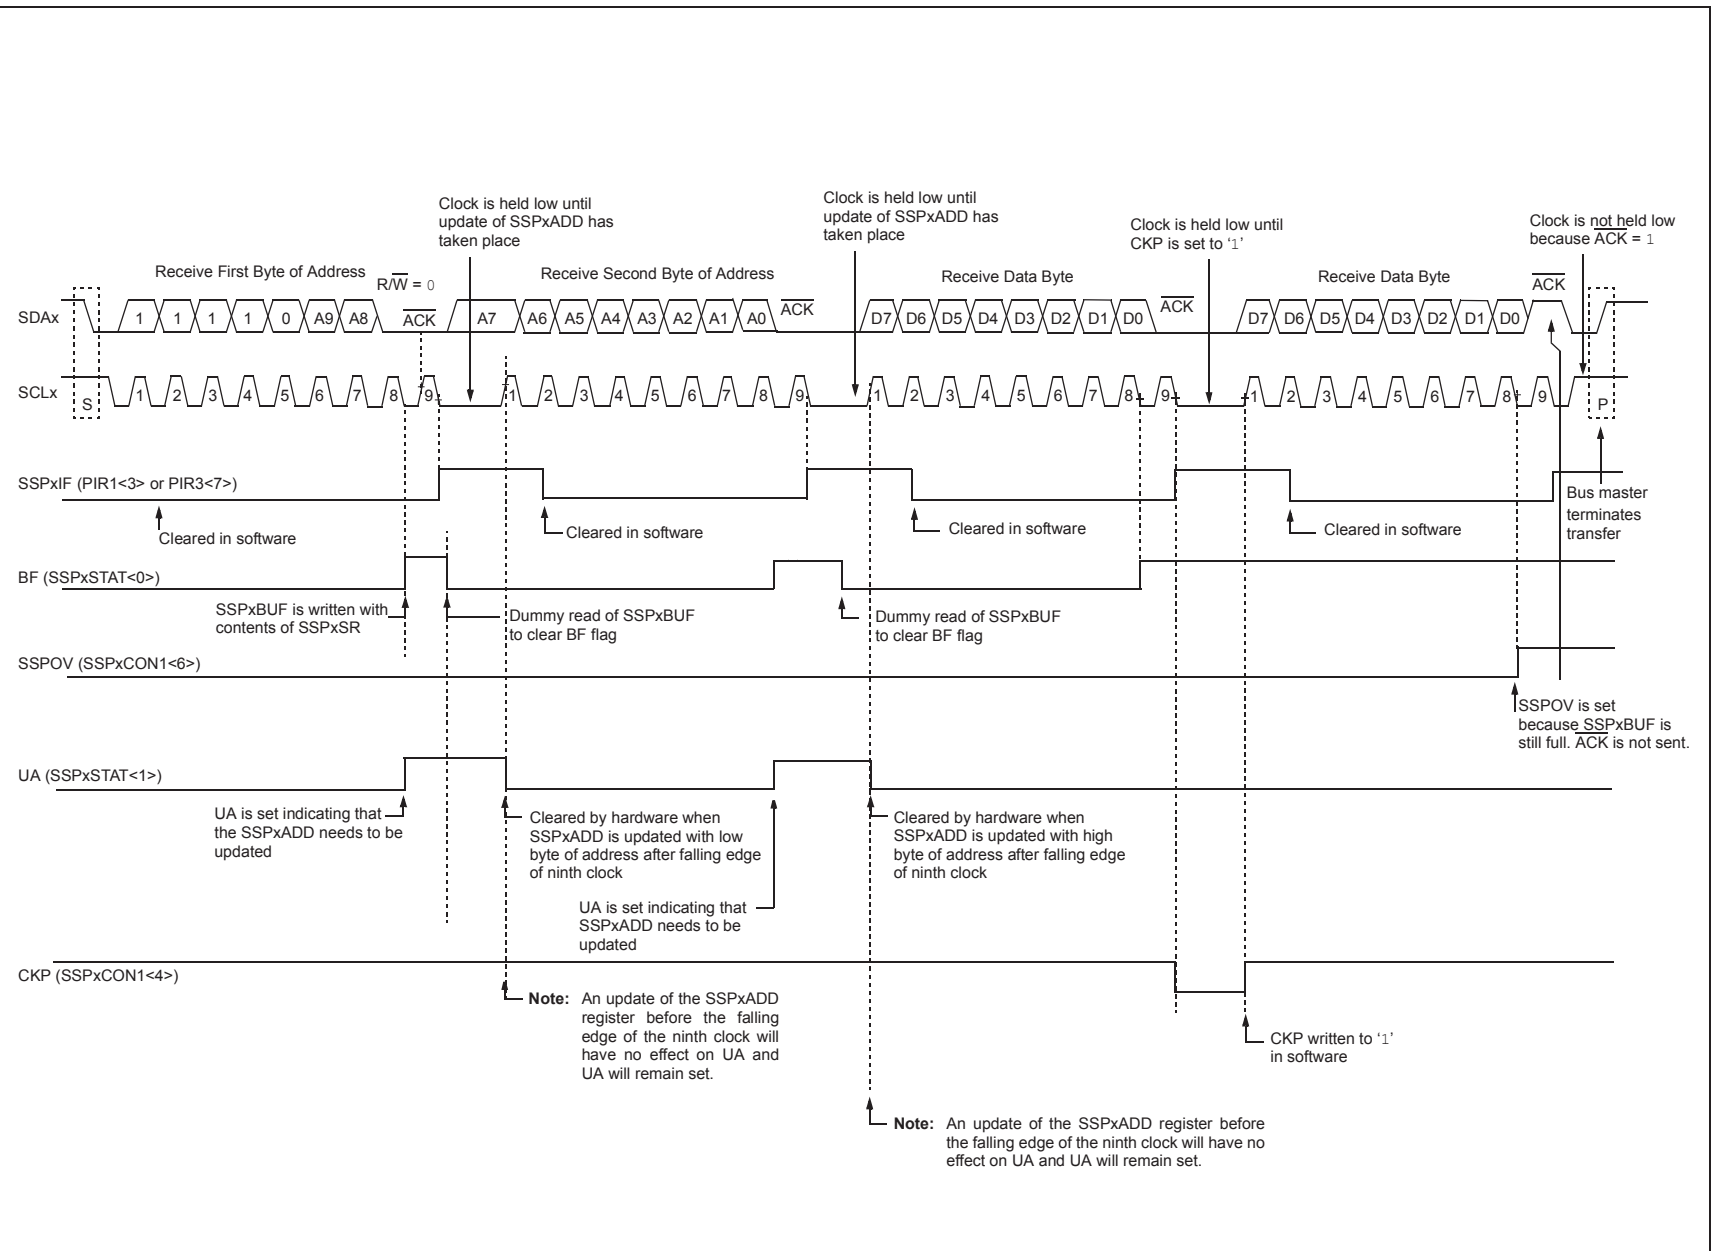 Clock is held low until
update of SSPxADD has
taken place
Clock is held low until
update of SSPxADD has
taken place
Clock is held low until
CKP is set to ‘1’
Clock is not held low
because ACK = 1
Receive First Byte of Address
R/W = 0
Receive Second Byte of Address
Receive Data Byte
Receive Data Byte
SDAx
1 1 1 1 0 A9 A8
ACK
A7 A6 A5 A4 A3 A2 A1 A0
ACK
D7 D6 D5 D4 D3 D2 D1 D0
ACK
D7 D6 D5 D4 D3 D2 D1 D0
ACK
SCLx
S
1 2 3 4 5 6 7 8 9
1 2 3 4 5 6 7 8 9
1 2 3 4 5 6 7 8 9
1 2 3 4 5 6 7 8 9
P
SSPxIF (PIR1<3> or PIR3<7>)
Cleared in software
Cleared in software
Cleared in software
Cleared in software
Bus master
terminates
transfer
BF (SSPxSTAT<0>)
SSPxBUF is written with
contents of SSPxSR
Dummy read of SSPxBUF
to clear BF flag
Dummy read of SSPxBUF
to clear BF flag
SSPOV (SSPxCON1<6>)
SSPOV is set
because SSPxBUF is
still full. ACK is not sent.
UA (SSPxSTAT<1>)
UA is set indicating that
the SSPxADD needs to be
updated
Cleared by hardware when
SSPxADD is updated with low
byte of address after falling edge
of ninth clock
Cleared by hardware when
SSPxADD is updated with high
byte of address after falling edge
of ninth clock
UA is set indicating that
SSPxADD needs to be
updated
CKP (SSPxCON1<4>)
Note: An update of the SSPxADD
register before the falling
edge of the ninth clock will
have no effect on UA and
UA will remain set.
CKP written to ‘1’
in software
Note: An update of the SSPxADD register before
the falling edge of the ninth clock will have no
effect on UA and UA will remain set.